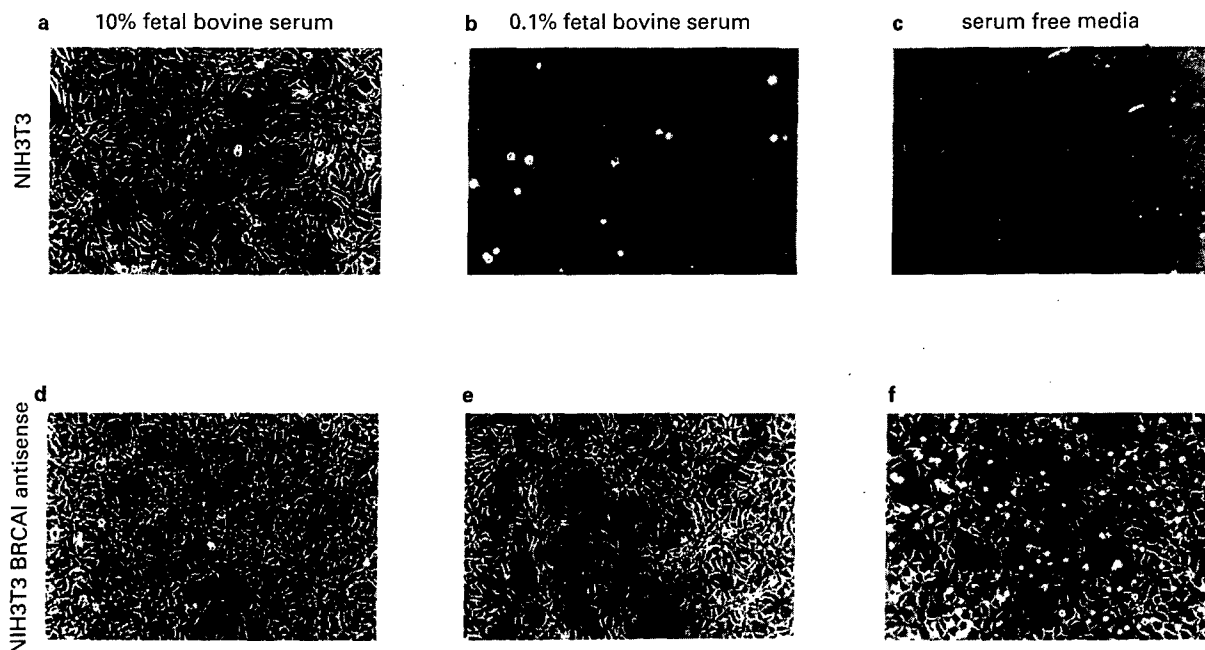 a 10% fetal bovine serum
b 0.1% fetal bovine serum
c serum free media
NIH3T3
d
e
f
NIH3T3 BRCAI antisense